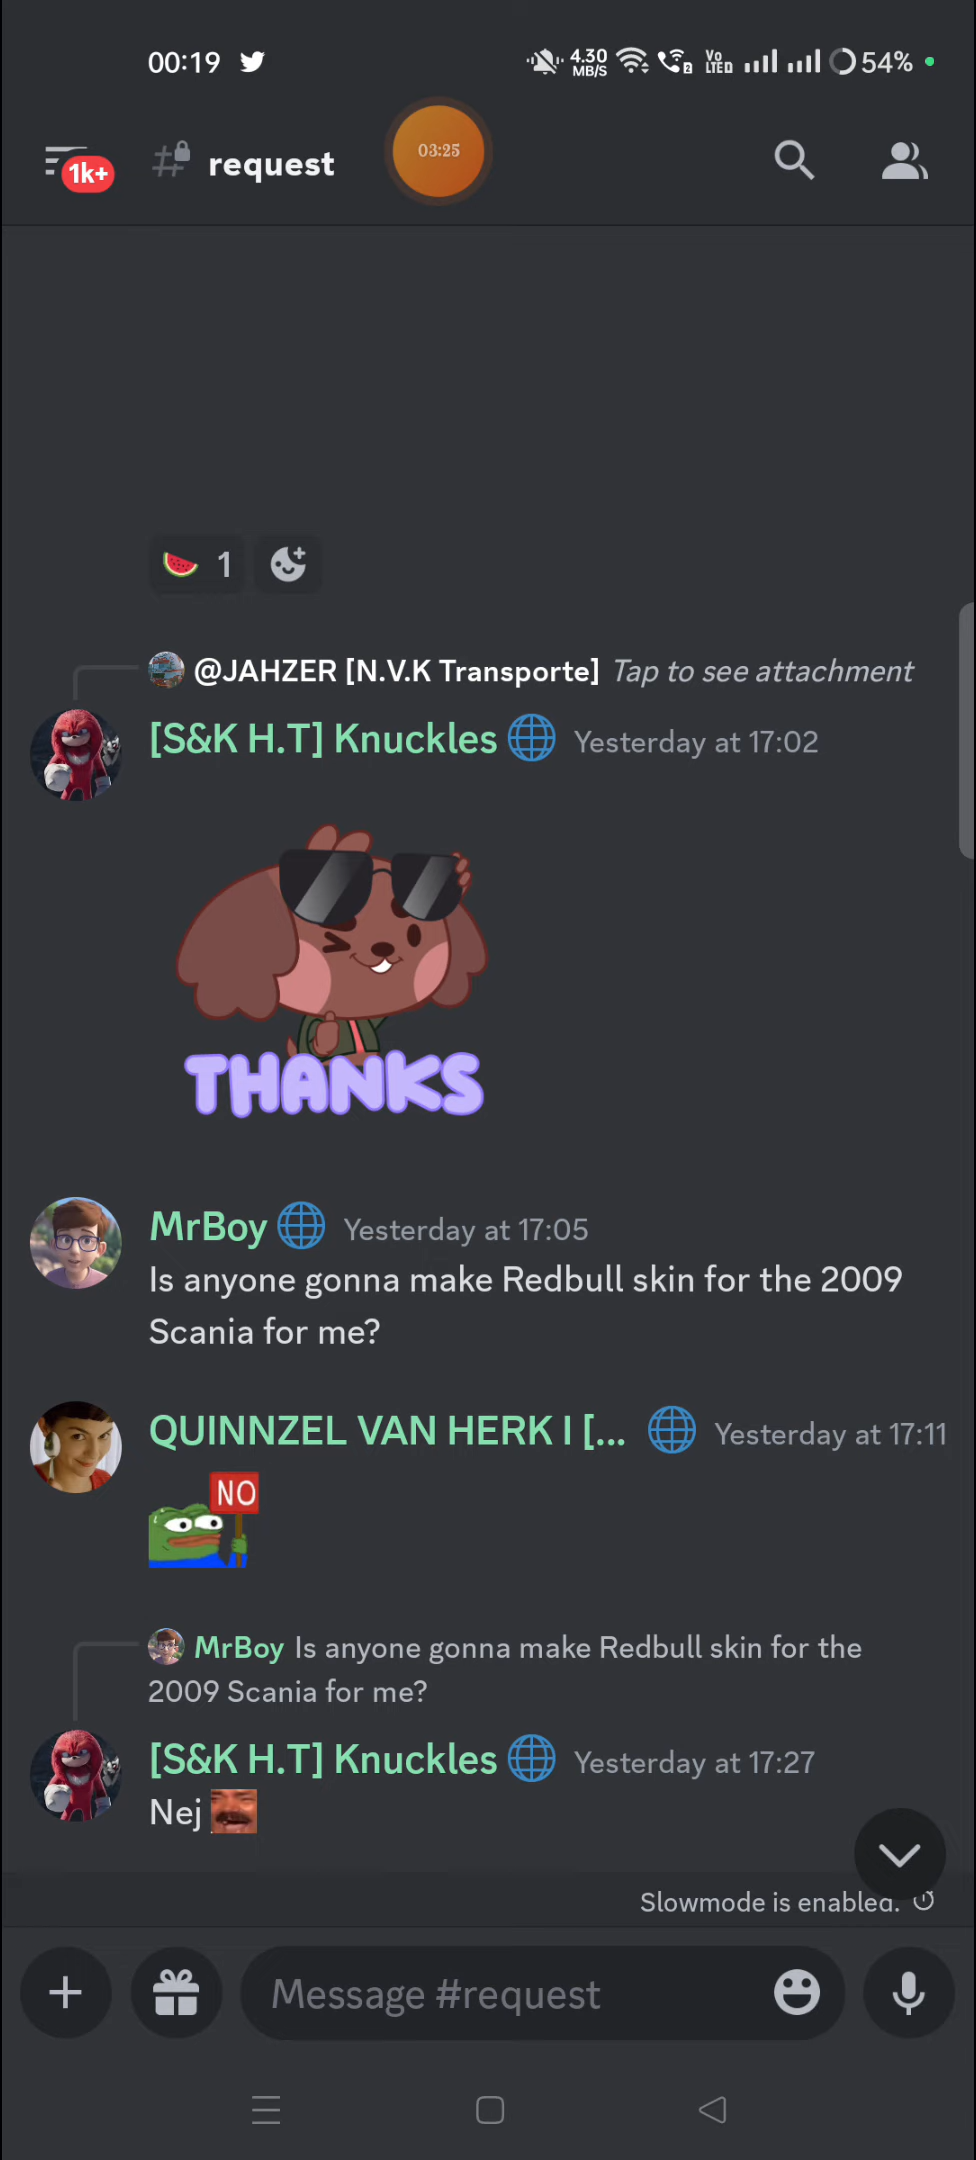 00:19 4.30 MB/S Vo LTED 54%
1k+ request 03:25
1
@JAHZER [N.V.K Transporte] Tap to see attachment
[S&K H.T] Knuckles Yesterday at 17:02
THANKS
MrBoy Yesterday at 17:05
Is anyone gonna make Redbull skin for the 2009
Scania for me?
QUINNZEL VAN HERK I [... Yesterday at 17:11
NO
MrBoy Is anyone gonna make Redbull skin for the
2009 Scania for me?
[S&K H.T] Knuckles Yesterday at 17:27
Nej
Slowmode is enabled.
Message #request